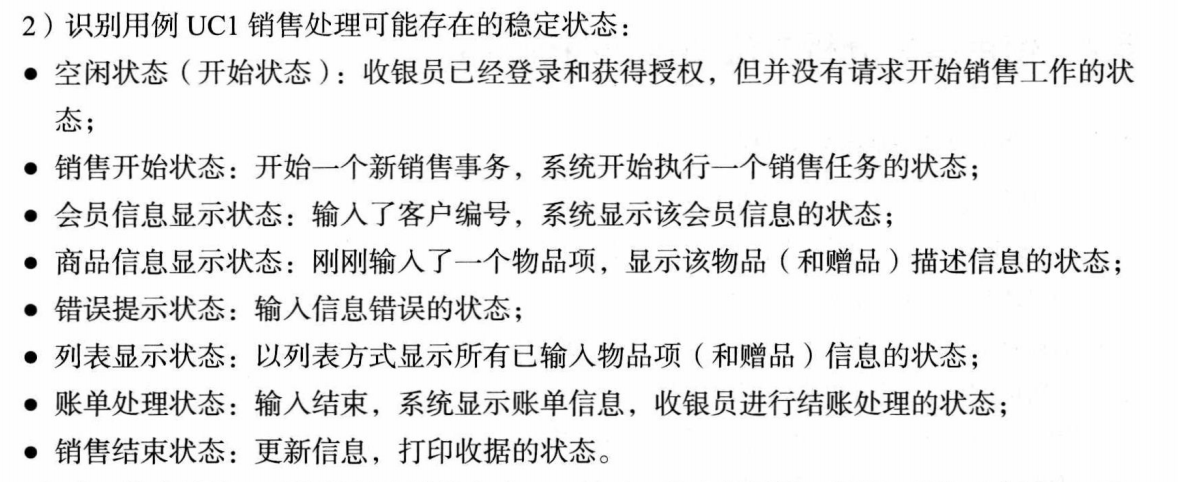 2）识别用例 UC1 销售处理可能存在的稳定状态：
● 空闲状态（开始状态）：收银员已经登录和获得授权，但并没有请求开始销售工作的状
态；
● 销售开始状态：开始一个新销售事务，系统开始执行一个销售任务的状态；
● 会员信息显示状态：输入了客户编号，系统显示该会员信息的状态；
● 商品信息显示状态：刚刚输入了一个物品项，显示该物品（和赠品）描述信息的状态；
● 错误提示状态：输入信息错误的状态；
● 列表显示状态：以列表方式显示所有已输入物品项（和赠品）信息的状态；
● 账单处理状态：输入结束，系统显示账单信息，收银员进行结账处理的状态；
● 销售结束状态：更新信息，打印收据的状态。